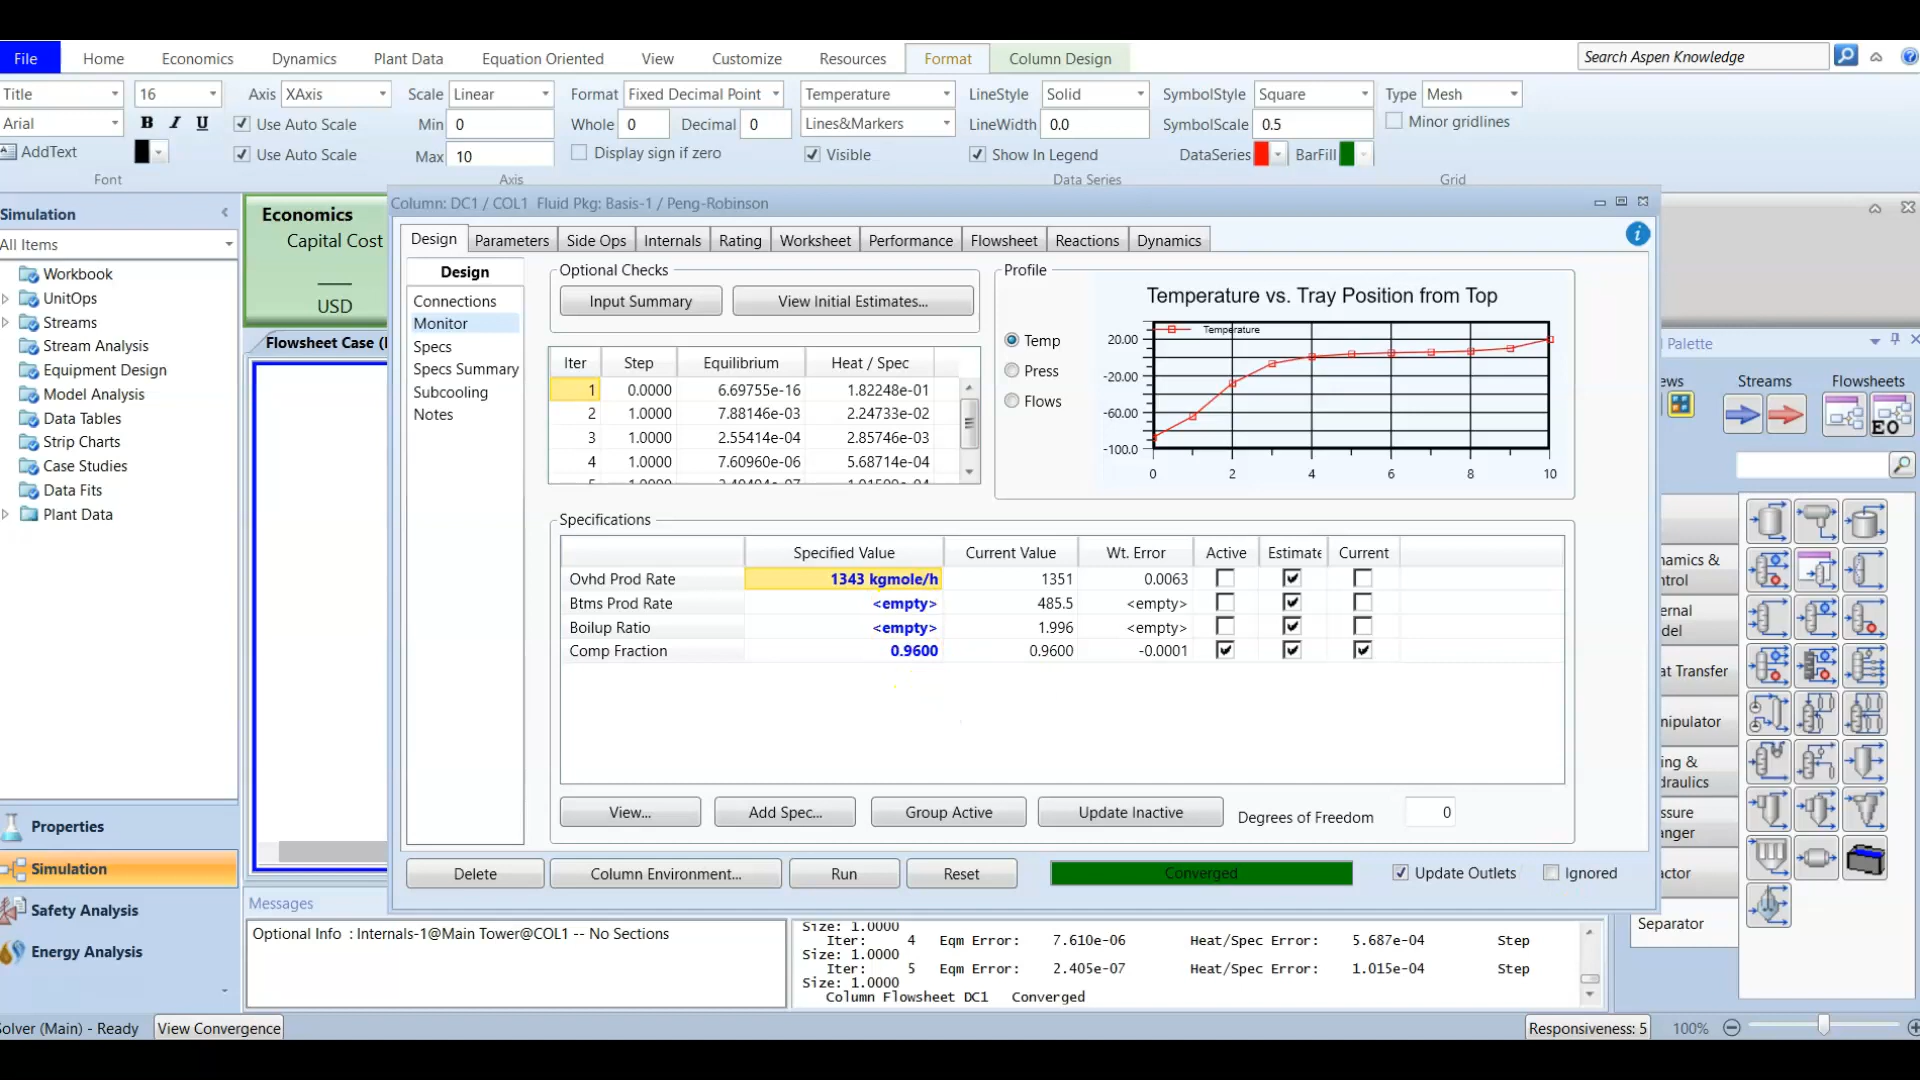 File Home Economics Dynamics Plant Data Equation Oriented View Customize Resources Format Column Design Search Aspen Knowledge
Title 16 Axis XAxis Scale Linear Format Fixed Decimal Point Temperature LineStyle Solid SymbolStyle Square Type Mesh
Arial B I U Use Auto Scale Min 0 Whole 0 Decimal 0 Lines&Markers LineWidth 0.0 SymbolScale 0.5 Minor gridlines
AddText Use Auto Scale Max 10 Display sign if zero Visible Show In Legend DataSeries BarFill
Font Axis Data Series Grid
Simulation
All Items
Workbook
UnitOps
Streams
Stream Analysis
Equipment Design
Model Analysis
Data Tables
Strip Charts
Case Studies
Data Fits
Plant Data
Properties
Simulation
Safety Analysis
Energy Analysis
Economics
Capital Cost
USD
Flowsheet Case (
Column: DC1 / COL1 Fluid Pkg: Basis-1 / Peng-Robinson
Design Parameters Side Ops Internals Rating Worksheet Performance Flowsheet Reactions Dynamics
Design
Connections
Monitor
Specs
Specs Summary
Subcooling
Notes
Optional Checks
Input Summary View Initial Estimates...
Iter Step Equilibrium Heat / Spec
1 0.0000 6.69755e-16 1.82248e-01
2 1.0000 7.88146e-03 2.24733e-02
3 1.0000 2.55414e-04 2.85746e-03
4 1.0000 7.60960e-06 5.68714e-04
Profile
Temp
Press
Flows
Temperature vs. Tray Position from Top
Temperature
20.00
-20.00
-60.00
-100.0
0 2 4 6 8 10
Specifications
Specified Value Current Value Wt. Error Active Estimate Current
Ovhd Prod Rate 1343 kgmole/h 1351 0.0063
Btms Prod Rate <empty> 485.5 <empty>
Boilup Ratio <empty> 1.996 <empty>
Comp Fraction 0.9600 0.9600 -0.0001
View... Add Spec... Group Active Update Inactive Degrees of Freedom 0
Delete Column Environment... Run Reset Converged Update Outlets Ignored
Palette
ews Streams Flowsheets
EO
namics &
ntrol
ernal
del
at Transfer
nipulator
ing &
draulics
ssure
anger
actor
Separator
Messages
Optional Info : Internals-1@Main Tower@COL1 -- No Sections
Size: 1.0000
Iter: 4 Eqm Error: 7.610e-06 Heat/Spec Error: 5.687e-04 Step
Size: 1.0000
Iter: 5 Eqm Error: 2.405e-07 Heat/Spec Error: 1.015e-04 Step
Size: 1.0000
Column Flowsheet DC1 Converged
Solver (Main) - Ready View Convergence Responsiveness: 5 100%